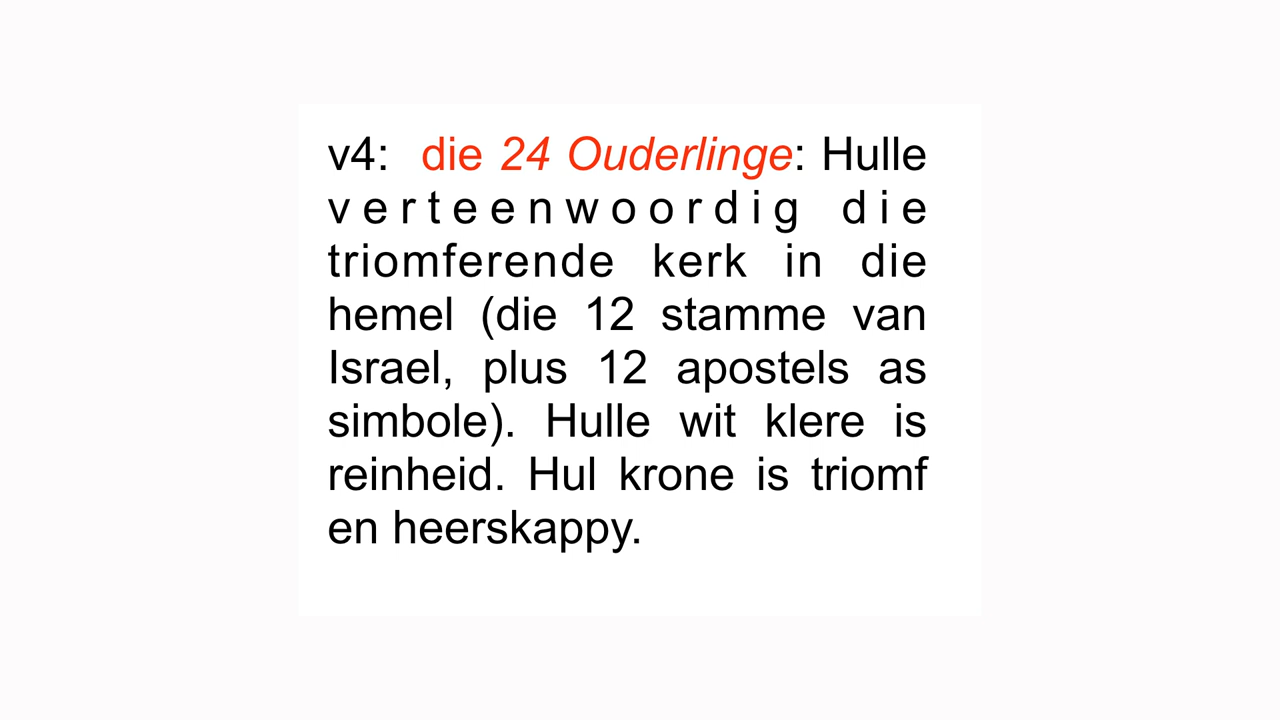 v4: die 24 Ouderlinge: Hulle
verteenwoordig die
triomferende kerk in die
hemel (die 12 stamme van
Israel, plus 12 apostels as
simbole). Hulle wit klere is
reinheid. Hul krone is triomf
en heerskappy.